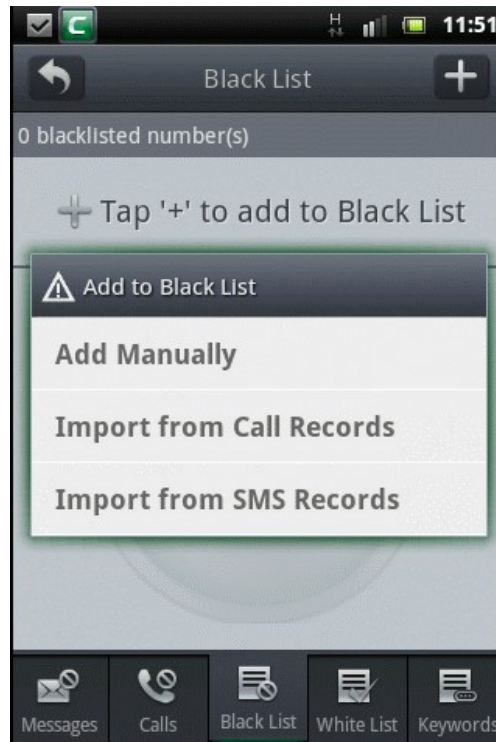 C
H
11:51
Black List
0 blacklisted number(s)
+ Tap '+' to add to Black List
Add to Black List
Add Manually
Import from Call Records
Import from SMS Records
Messages Calls Black List White List Keywords